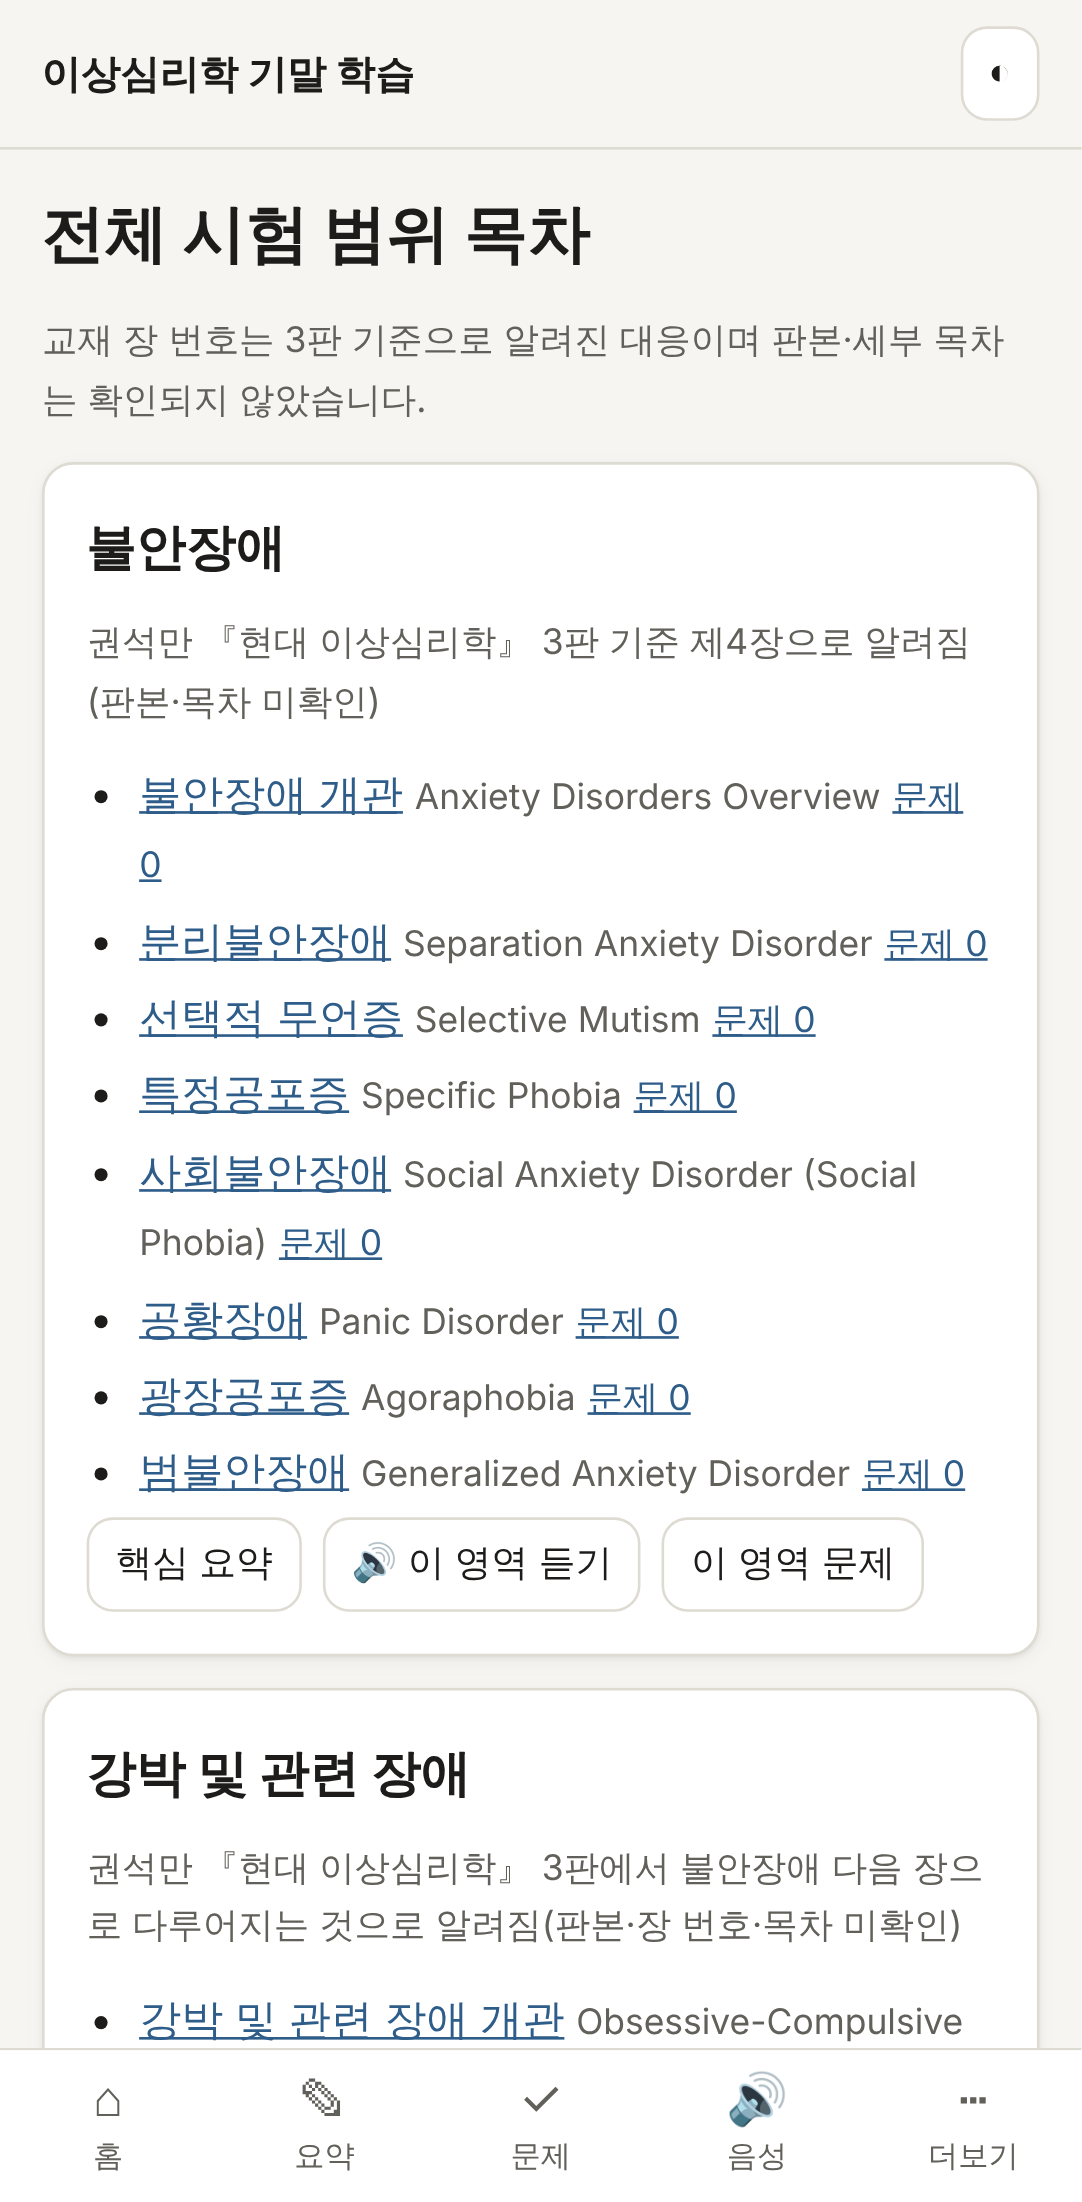 이상심리학 기말 학습
전체 시험 범위 목차
교재 장 번호는 3판 기준으로 알려진 대응이며 판본·세부 목차
는 확인되지 않았습니다.
불안장애
권석만 『현대 이상심리학』 3판 기준 제4장으로 알려짐
(판본·목차 미확인)
• 불안장애 개관 Anxiety Disorders Overview 문제
0
• 분리불안장애 Separation Anxiety Disorder 문제 0
• 선택적 무언증 Selective Mutism 문제 0
• 특정공포증 Specific Phobia 문제 0
• 사회불안장애 Social Anxiety Disorder (Social
Phobia) 문제 0
• 공황장애 Panic Disorder 문제 0
• 광장공포증 Agoraphobia 문제 0
• 범불안장애 Generalized Anxiety Disorder 문제 0
핵심 요약 🔊 이 영역 듣기 이 영역 문제
강박 및 관련 장애
권석만 『현대 이상심리학』 3판에서 불안장애 다음 장으
로 다루어지는 것으로 알려짐(판본·장 번호·목차 미확인)
• 강박 및 관련 장애 개관 Obsessive-Compulsive
홈 요약 문제 음성 더보기